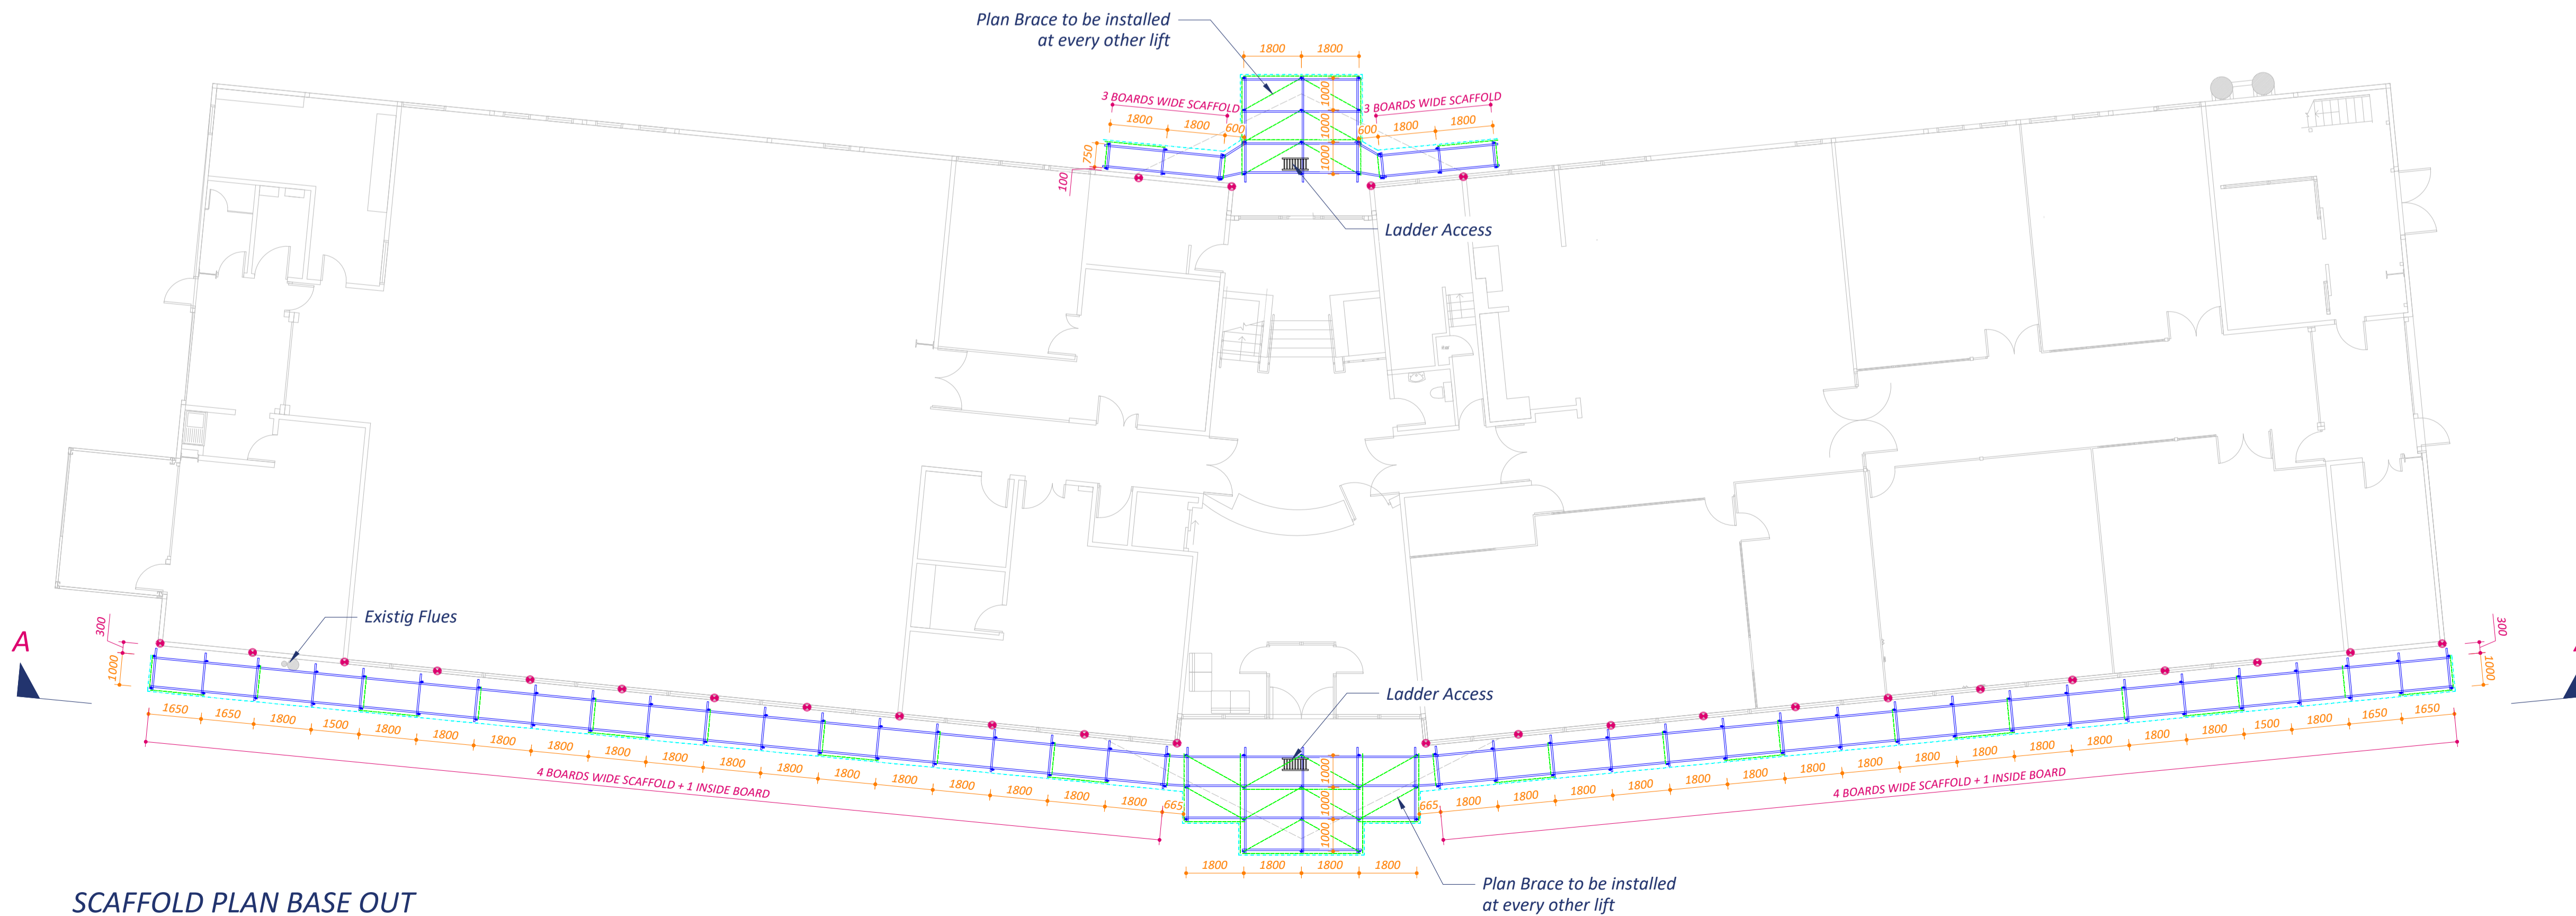 Plan Brace to be installed
at every other lift
1800 1800
3 BOARDS WIDE SCAFFOLD
3 BOARDS WIDE SCAFFOLD
1000
1800 1800 600
600 1800 1800
1000
750
1000
100
Ladder Access
Existig Flues
A
300
1000
300
1000
Ladder Access
1650 1650 1800 1500 1800 1800 1800 1800 1800 1800 1800 1800 1800 1800 1800 1800 1800 665
4 BOARDS WIDE SCAFFOLD + 1 INSIDE BOARD
1000
1000
1000
665 1800 1800 1800 1800 1800 1800 1800 1800 1800 1800 1800 1800 1800 1500 1800 1650 1650
4 BOARDS WIDE SCAFFOLD + 1 INSIDE BOARD
1800 1800 1800 1800
Plan Brace to be installed
at every other lift
SCAFFOLD PLAN BASE OUT